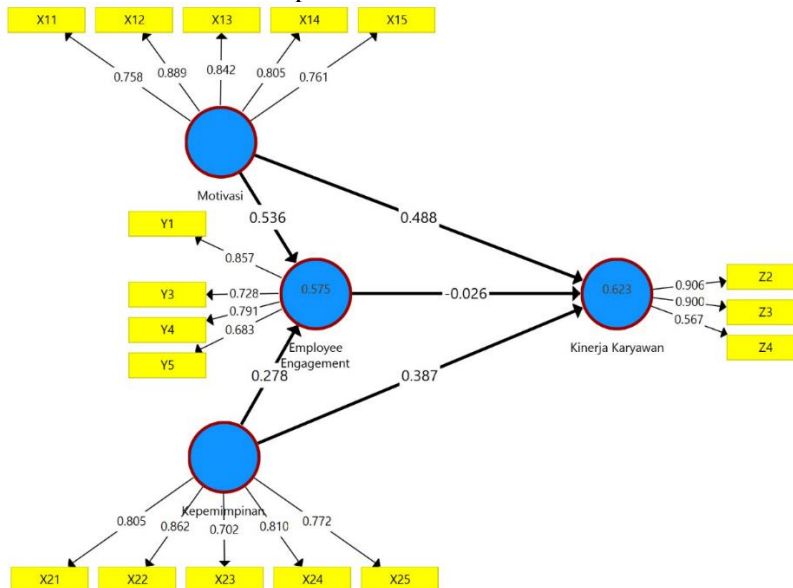 X11 X12 X13 X14 X15
0.758 0.889 0.842 0.805 0.761
Motivasi
0.536 0.488
Y1
0.857
0.575 -0.026 0.623
Y3 0.728
Y4 0.791
Y5 0.683
Employee
Engagement
0.906 Z2
0.900 Z3
0.567 Z4
Kinerja Karyawan
0.278 0.387
Kepemimpinan
0.805 0.862 0.702 0.810 0.772
X21 X22 X23 X24 X25